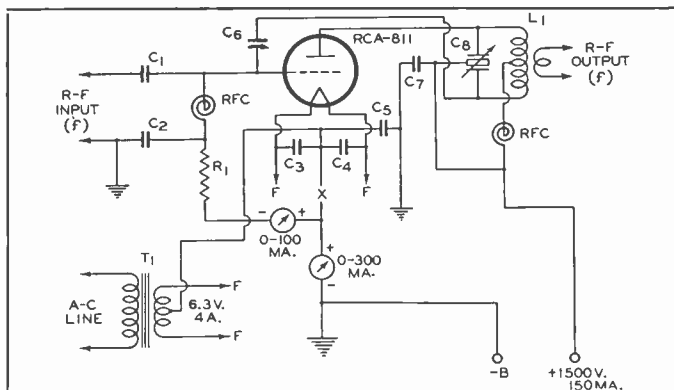 C6
RCA-811
L1
C1
C8
R-F
INPUT
(f)
R-F
OUTPUT
(f)
RFC
C7
C2
C5
RFC
R1
C3
C4
F
X
F
- +
0-100
MA.
+
0-300
MA.
-
T1
F
A-C
LINE
6.3 V.
4 A.
F
-B
+1500 V.
150 MA.